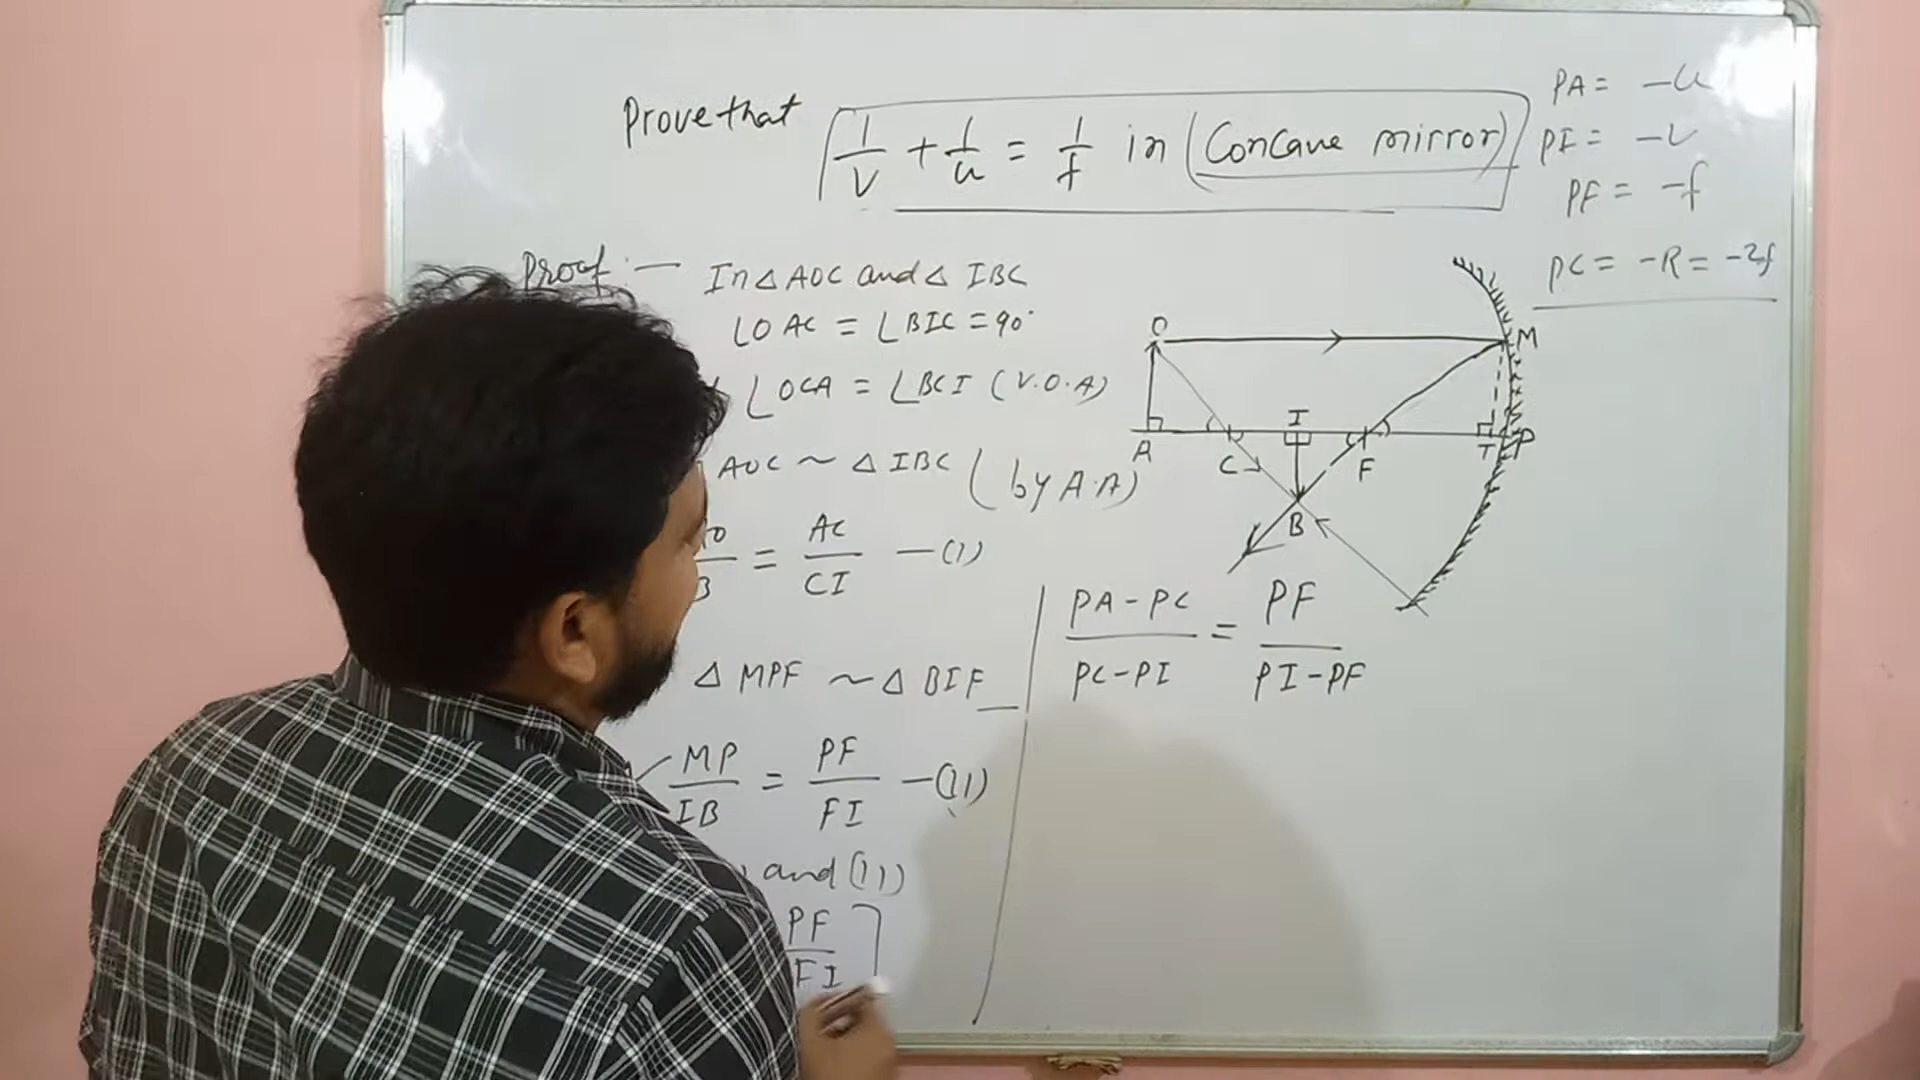 Prove that 1/v + 1/u = 1/f in (Concave mirror)
PA = -u
PI = -v
PF = -f
PC = -R = -2f
Proof :- In △ AOC and △ IBC
∠OAC = ∠BIC = 90°
∠OCA = ∠BCI (V.O.A)
AOC ~ △ IBC (by A.A)
= AC/CI —(1)
△ MPF ~ △ BIF
MP/IB = PF/FI —(11)
and (11)
PF/FI
O
M
A
C
I
F
T
P
B
PA-PC/PC-PI = PF/PI-PF